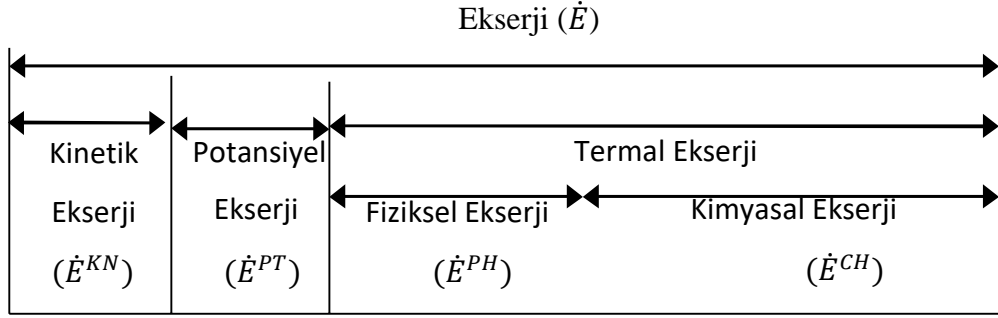 Ekserji (Ė)
Kinetik
Ekserji
(Ė^KN)
Potansiyel
Ekserji
(Ė^PT)
Termal Ekserji
Fiziksel Ekserji
(Ė^PH)
Kimyasal Ekserji
(Ė^CH)